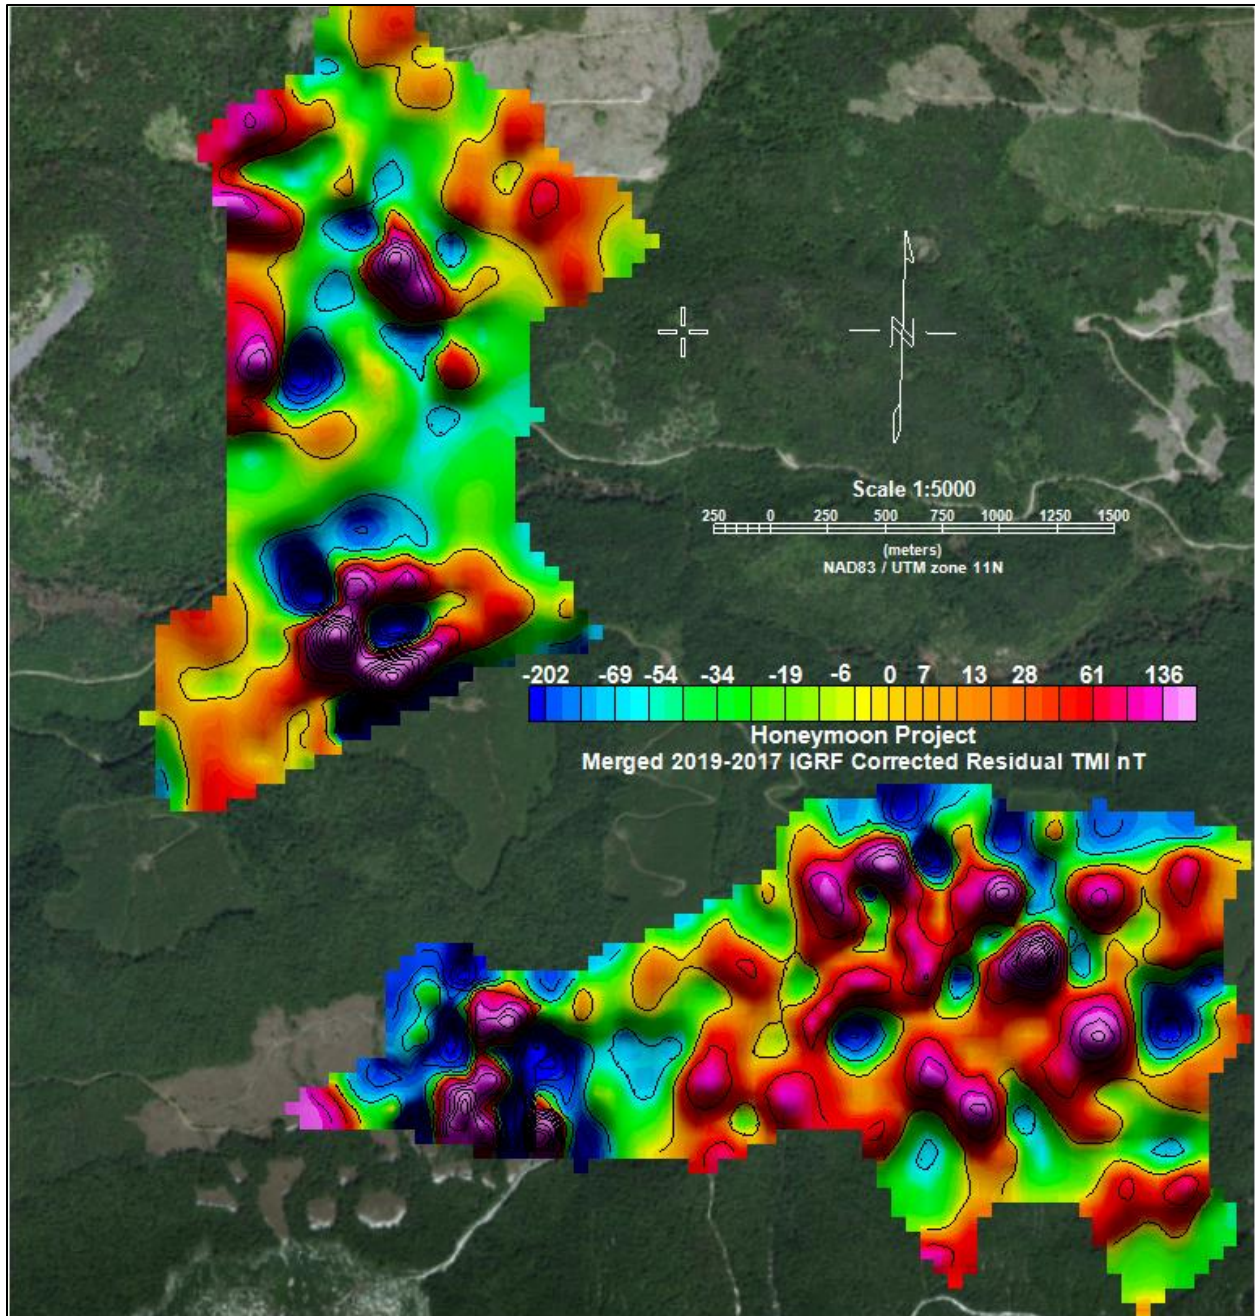 N
Scale 1:5000
250 0 250 500 750 1000 1250 1500
(meters)
NAD83 / UTM zone 11N
-202 -69 -54 -34 -19 -6 0 7 13 28 61 136
Honeymoon Project
Merged 2019-2017 IGRF Corrected Residual TMI nT